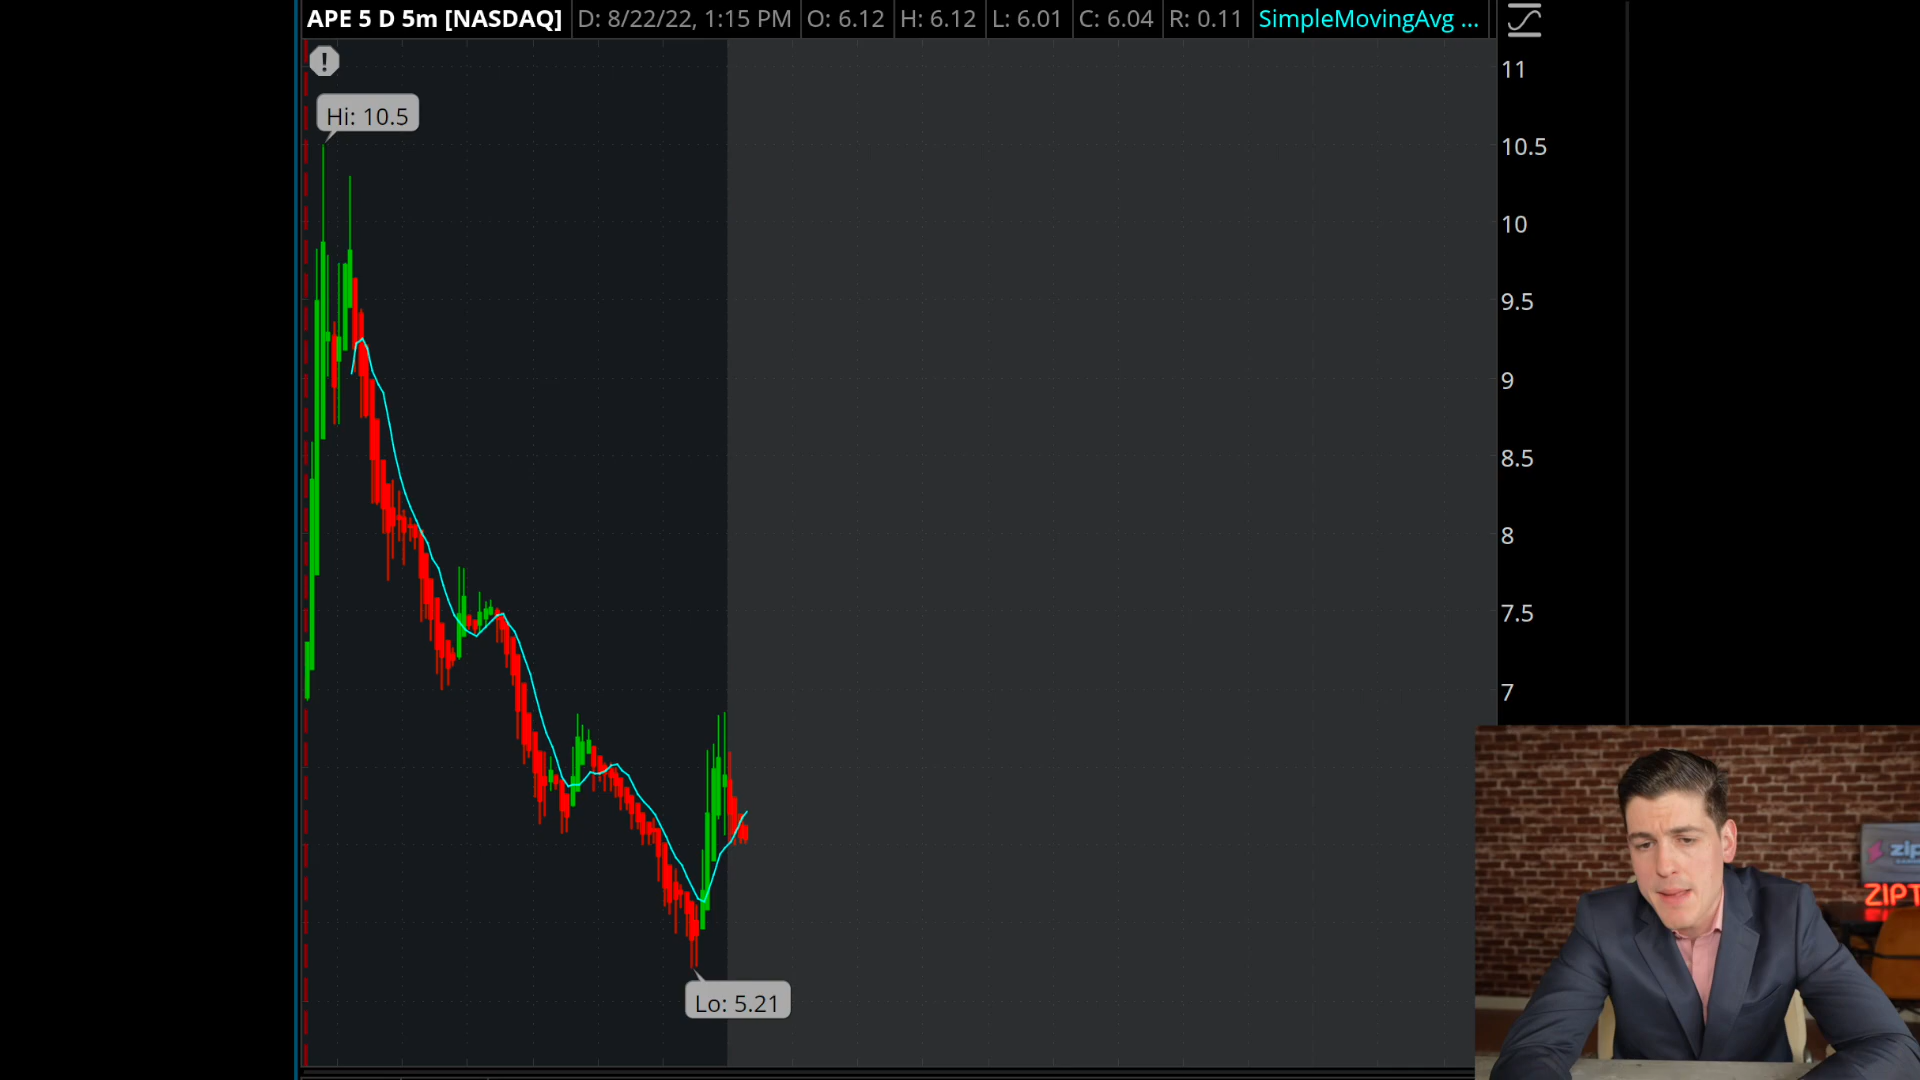 APE 5 D 5m [NASDAQ] D: 8/22/22, 1:15 PM O: 6.12 H: 6.12 L: 6.01 C: 6.04 R: 0.11 SimpleMovingAvg ...
!
Hi: 10.5
11
10.5
10
9.5
9
8.5
8
7.5
7
Lo: 5.21
zip
ZIPT